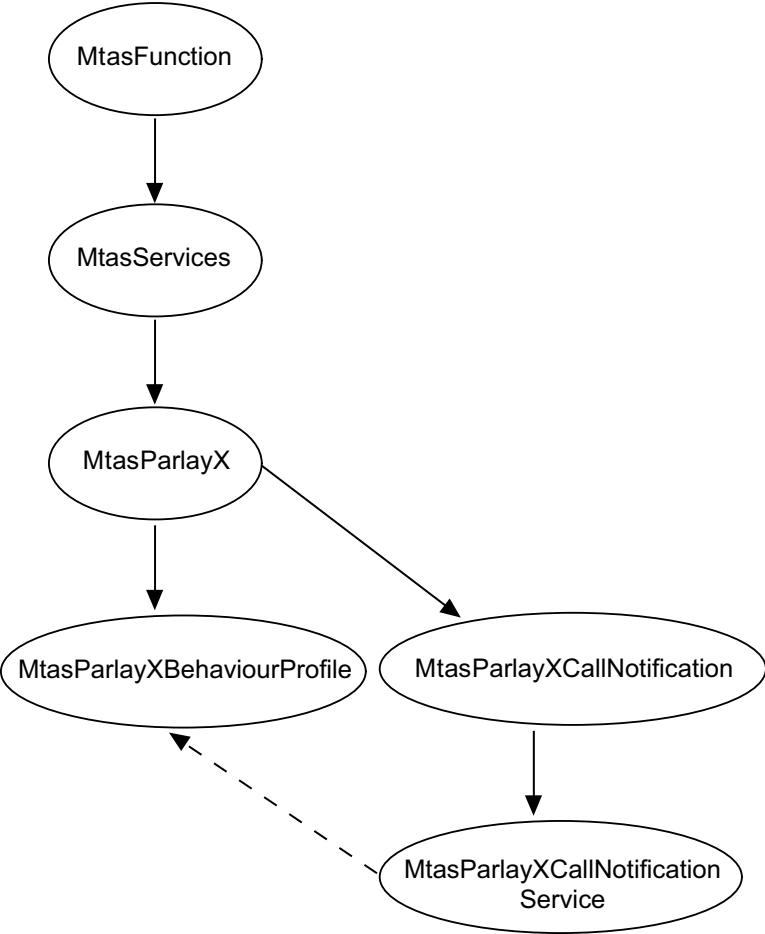 MtasFunction
MtasServices
MtasParlayX
MtasParlayXBehaviourProfile
MtasParlayXCallNotification
MtasParlayXCallNotification
Service